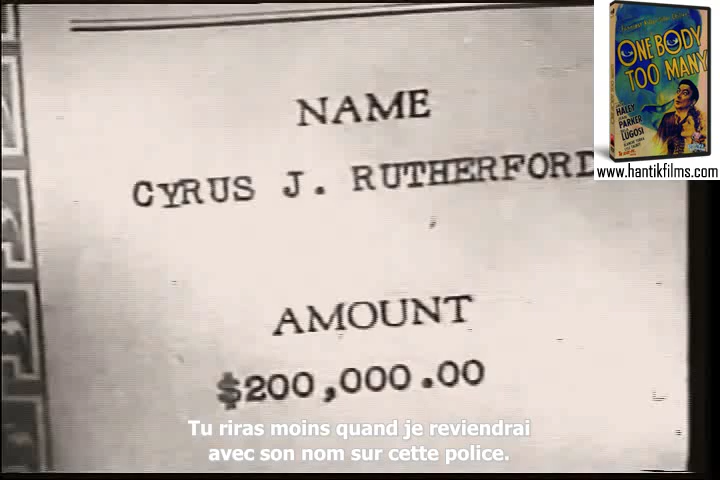 NAME
CYRUS J. RUTHERFORD
AMOUNT
$200,000.00
Tu riras moins quand je reviendrai
avec son nom sur cette police.
ONE BODY
TOO MANY
HALEY
PARKER
LUGOSI
www.hantikfilms.com